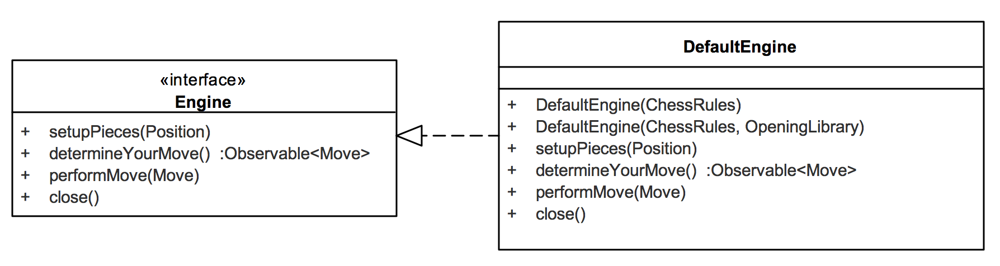 «interface»
Engine
+ setupPieces(Position)
+ determineYourMove() :Observable<Move>
+ performMove(Move)
+ close()
DefaultEngine
+ DefaultEngine(ChessRules)
+ DefaultEngine(ChessRules, OpeningLibrary)
+ setupPieces(Position)
+ determineYourMove() :Observable<Move>
+ performMove(Move)
+ close()